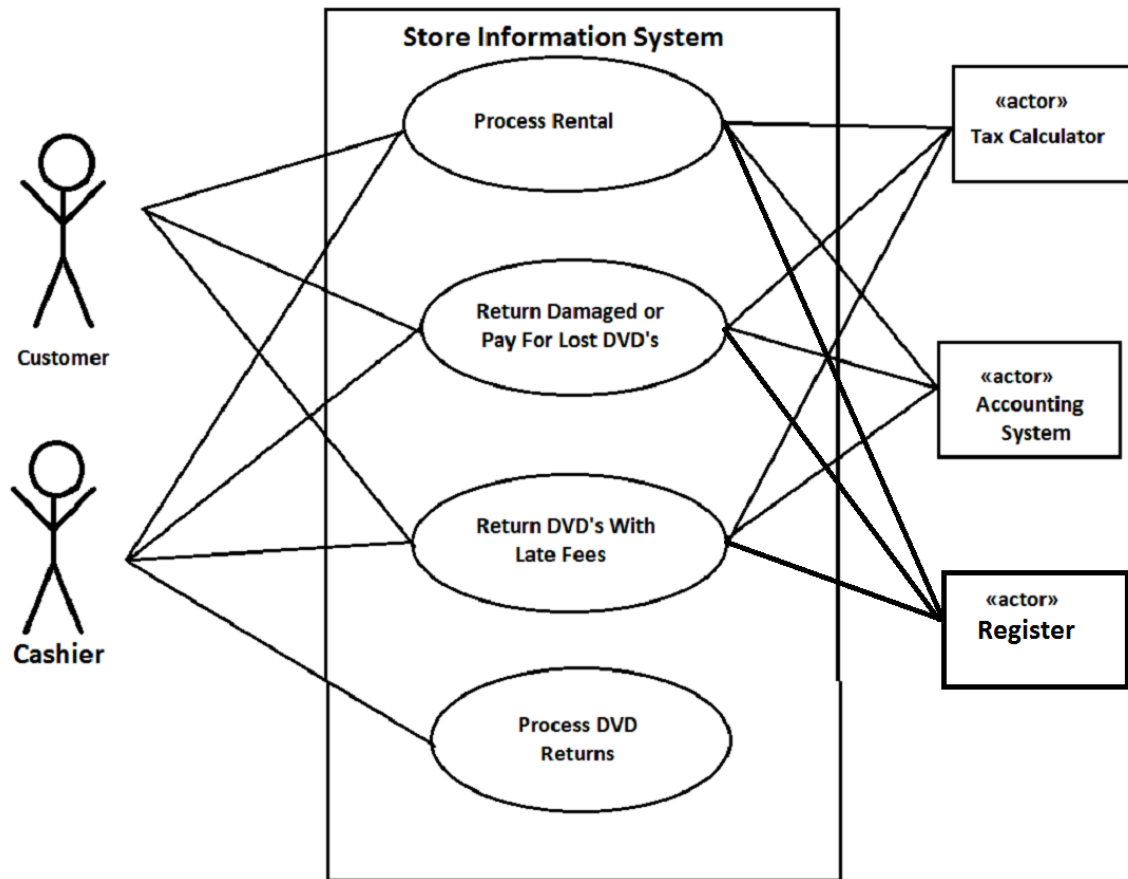 Store Information System
Process Rental
«actor»
Tax Calculator
Customer
Return Damaged or
Pay For Lost DVD's
«actor»
Accounting
System
Cashier
Return DVD's With
Late Fees
«actor»
Register
Process DVD
Returns